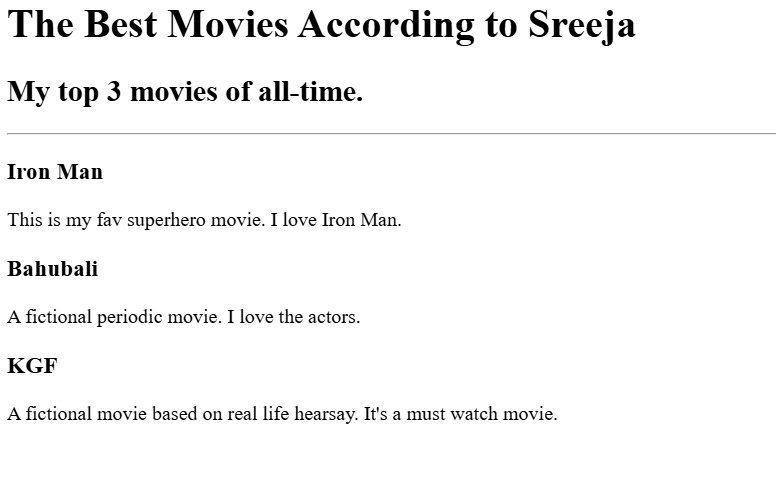 The Best Movies According to Sreeja
My top 3 movies of all-time.
Iron Man
This is my fav superhero movie. I love Iron Man.
Bahubali
A fictional periodic movie. I love the actors.
KGF
A fictional movie based on real life hearsay. It's a must watch movie.